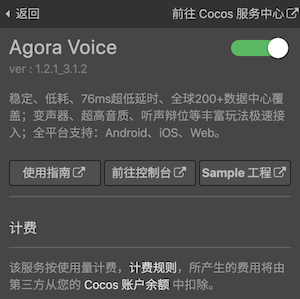 返回 前往 Cocos 服务中心
Agora Voice
ver : 1.2.1_3.1.2
稳定、低耗、76ms超低延时、全球200+数据中心覆
盖；变声器、超高音质、听声辩位等丰富玩法极速接
入；全平台支持：Android、iOS、Web。
使用指南 前往控制台 Sample 工程
计费
该服务按使用量计费，计费规则，所产生的费用将由
第三方从您的 Cocos 账户余额 中扣除。